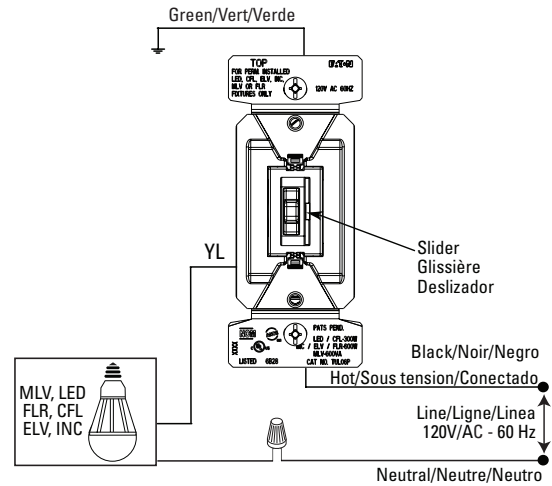 Green/Vert/Verde
TOP
FOR PERM. INSTALLED
LED, CFL, ELV, INC,
MLV OR FLR
FIXTURES ONLY
E·T·N
120V AC 60HZ
YL
Slider
Glissière
Deslizador
PATS PEND.
LED / CFL-300W
INC / ELV / FLR-600W
MLV-600VA
CAT NO. TUL06P
XXXX
LISTED 6B26
Black/Noir/Negro
Hot/Sous tension/Conectado
MLV, LED
FLR, CFL
ELV, INC
Line/Ligne/Linea
120V/AC - 60 Hz
Neutral/Neutre/Neutro